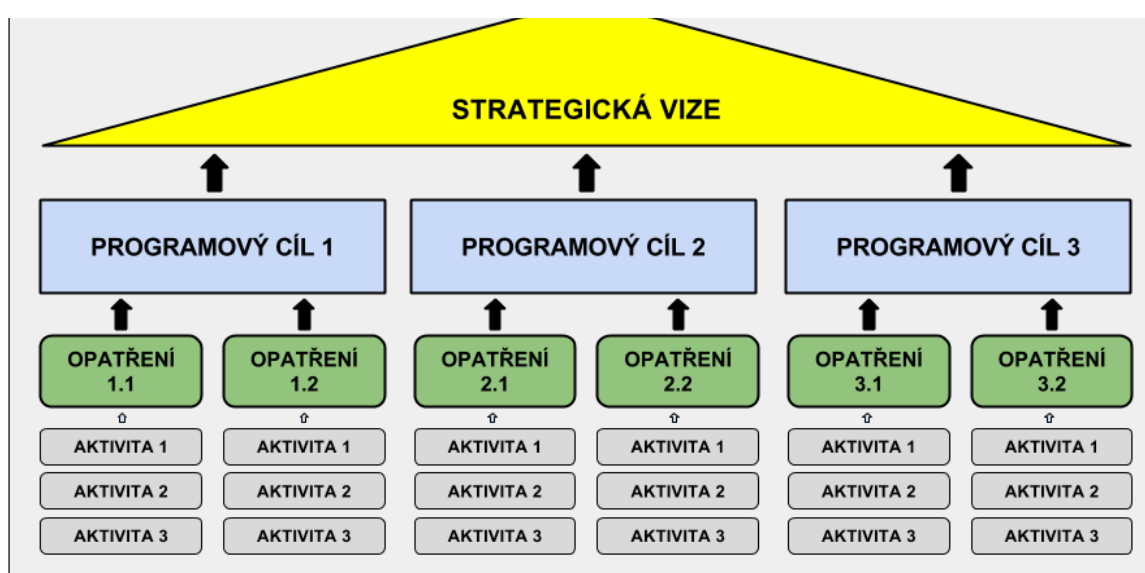 STRATEGICKÁ VIZE
PROGRAMOVÝ CÍL 1
PROGRAMOVÝ CÍL 2
PROGRAMOVÝ CÍL 3
OPATŘENÍ
1.1
OPATŘENÍ
1.2
OPATŘENÍ
2.1
OPATŘENÍ
2.2
OPATŘENÍ
3.1
OPATŘENÍ
3.2
AKTIVITA 1
AKTIVITA 1
AKTIVITA 1
AKTIVITA 1
AKTIVITA 1
AKTIVITA 1
AKTIVITA 2
AKTIVITA 2
AKTIVITA 2
AKTIVITA 2
AKTIVITA 2
AKTIVITA 2
AKTIVITA 3
AKTIVITA 3
AKTIVITA 3
AKTIVITA 3
AKTIVITA 3
AKTIVITA 3